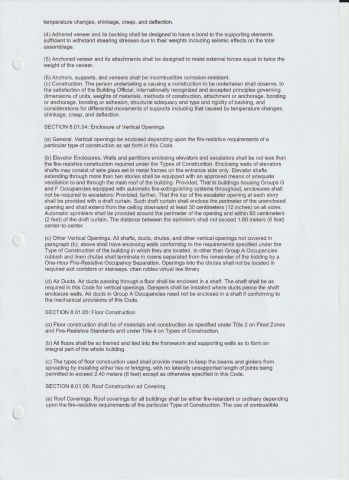 temperature changes, shrinkage, creep, and deflection.
(4) Adhered veneer and its backing shall be designed to have a bond to the supporting elements
sufficient to withstand shearing stresses due to their weights including seismic effects on the total
assemblage.
(5) Anchored veneer and its attachments shall be designed to resist external forces equal to twice the
weight of the veneer.
(6) Anchors, supports, and veneers shall be incombustible corrosion-resistant.
(c) Construction. The person undertaking a causing a construction to be undertaken shall observe, to
the satisfaction of the Building Official, internationally recognized and accepted principles governing
dimensions of units, weights of materials, methods of construction, attachment or anchorage, bonding
or anchorage, bonding or adhesion, structural adequacy and type and rigidity of backing, and
considerations for differential movements of supports including that caused by temperature changes,
shrinkage, creep, and deflection.
SECTION 8.01.04: Enclosure of Vertical Openings
(a) General. Vertical openings be enclosed depending upon the fire-resistive requirements of a
particular type of construction as set forth in this Code.
(b) Elevator Enclosures. Walls and partitions enclosing elevators and escalators shall be not less than
the fire-resistive construction required under the Types of Construction. Enclosing walls of elevators
shafts may consist of wire glass set in metal frames on the entrance side only. Elevator shafts
extending through more than two stories shall be equipped with an approved means of adequate
ventilation to and through the main roof of the building: Provided, That in buildings housing Groups G
and F Occupancies equipped with automatic fire-extinguishing systems throughout, enclosures shall
not be required to escalators: Provided, further, That the top of the escalator opening at each story
shall be provided with a draft curtain. Such draft curtain shall enclose the perimeter of the unenclosed
opening and shall extend from the ceiling downward at least 30 centimeters (12 inches) on all sides.
Automatic sprinklers shall be provided around the perimeter of the opening and within 60 centimeters
(2 feet) of the draft curtain. The distance between the sprinklers shall not exceed 1.80 meters (6 feet)
center-to-center.
(c) Other Vertical Openings. All shafts, ducts, chutes, and other vertical openings not covered in
paragraph (b), above shall have enclosing walls conforming to the requirements specified under the
Type of Construction of the building in which they are located. In other than Group A Occupancies
rubbish and linen chutes shall terminate in rooms separated from the remainder of the building by a
One-Hour Fire-Resistive Occupancy Separation. Openings into the chutes shall not be located in
required exit corridors or stairways. chan robles virtual law library
(d) Air Ducts. Air ducts passing through a floor shall be enclosed in a shaft. The shaft shall be as
required in this Code for vertical openings. Dampers shall be installed where ducts pierce the shaft
enclosure walls. Air ducts in Group A Occupancies need not be enclosed in a shaft if conforming to
the mechanical provisions of this Code.
SECTION 8.01.05: Floor Construction
(a) Floor construction shall be of materials and construction as specified under Title 2 on Fired Zones
and Fire-Resistive Standards and under Title 4 on Types of Construction.
(b) All floors shall be so framed and tied into the framework and supporting walls as to form an
integral part of the whole building.
(c) The types of floor construction used shall provide means to keep the beams and girders from
spreading by installing either ties or bridging, with no laterally unsupported length of joints being
permitted to exceed 2.40 meters (8 feet) except as otherwise specified in this Code.
SECTION 8.01.06: Roof Construction ad Covering
(a) Roof Coverings. Roof coverings for all buildings shall be either fire-retardant or ordinary depending
upon the fire-resistive requirements of the particular Type of Construction. The use of combustible